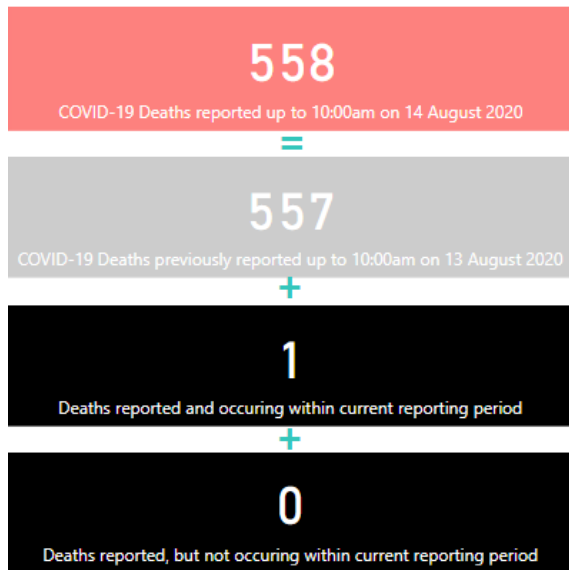 558
COVID-19 Deaths reported up to 10:00am on 14 August 2020
=
557
COVID-19 Deaths previously reported up to 10:00am on 13 August 2020
+
1
Deaths reported and occuring within current reporting period
+
0
Deaths reported, but not occuring within current reporting period